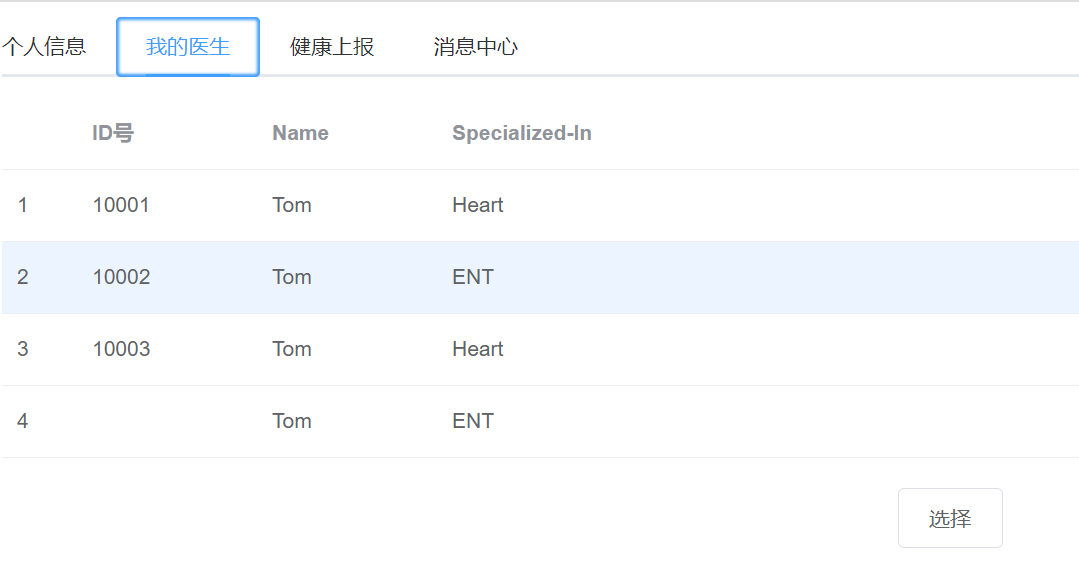 个人信息 我的医生 健康上报 消息中心
ID号 Name Specialized-In
1 10001 Tom Heart
2 10002 Tom ENT
3 10003 Tom Heart
4 Tom ENT
选择